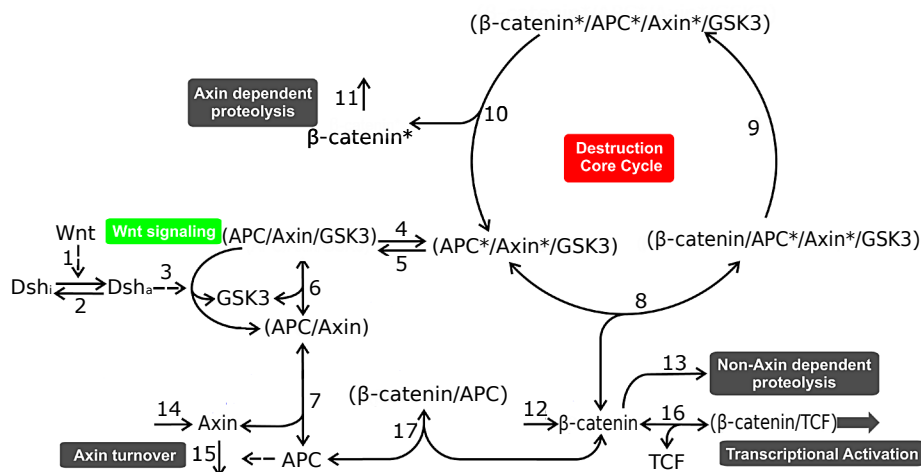 (β-catenin*/APC*/Axin*/GSK3)
Axin dependent
proteolysis
11
10
β-catenin*
Destruction
Core Cycle
9
Wnt
Wnt signaling
(APC/Axin/GSK3)
4
5
(APC*/Axin*/GSK3)
(β-catenin/APC*/Axin*/GSK3)
1
Dshi
2
Dsha
3
GSK3
6
8
(APC/Axin)
7
(β-catenin/APC)
13
Non-Axin dependent
proteolysis
14
Axin
17
12
β-catenin
16
(β-catenin/TCF)
Axin turnover
15
APC
TCF
Transcriptional Activation